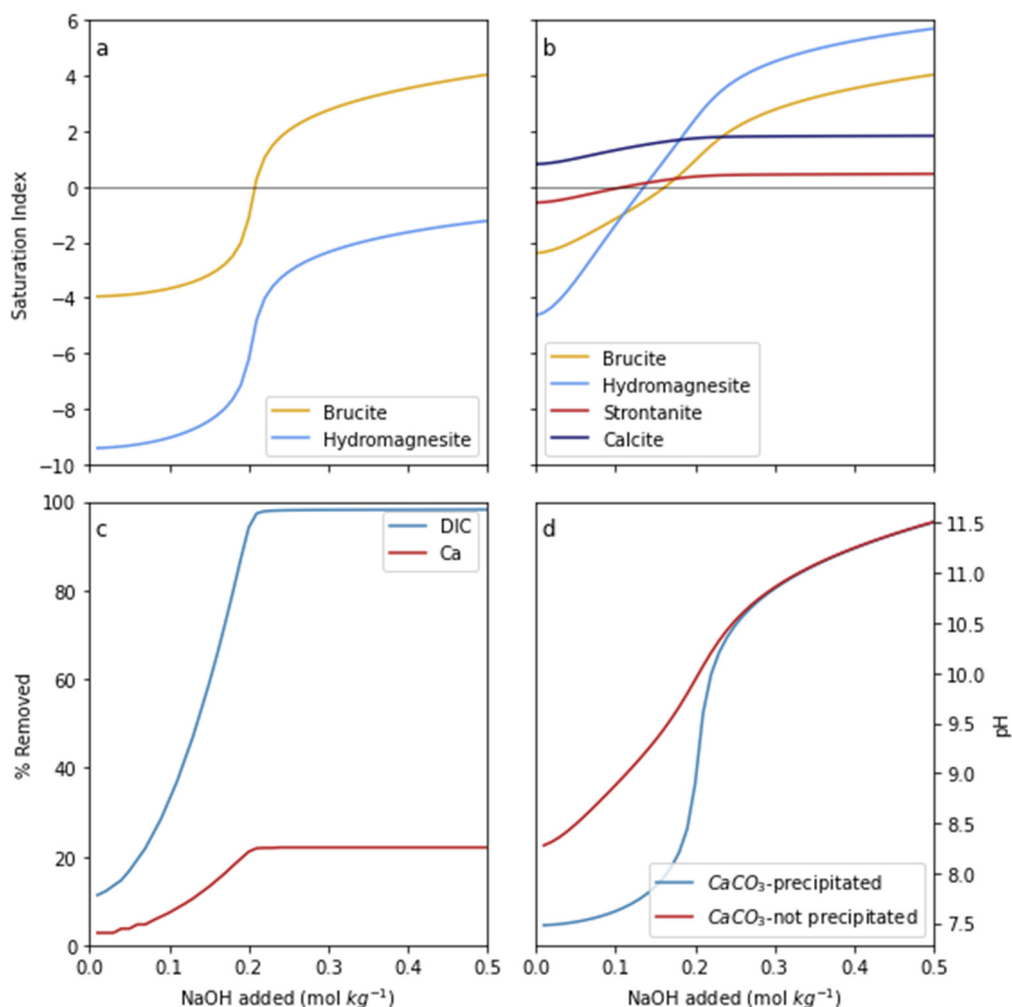 6
4
2
0
−2
−4
−6
−8
−10
Saturation Index
a
Brucite
Hydromagnesite
b
Brucite
Hydromagnesite
Strontanite
Calcite
100
80
60
40
20
0
% Removed
c
DIC
Ca
0.0 0.1 0.2 0.3 0.4 0.5
NaOH added (mol kg⁻¹)
d
11.5
11.0
10.5
10.0
9.5
9.0
8.5
8.0
7.5
pH
CaCO₃-precipitated
CaCO₃-not precipitated
0.0 0.1 0.2 0.3 0.4 0.5
NaOH added (mol kg⁻¹)